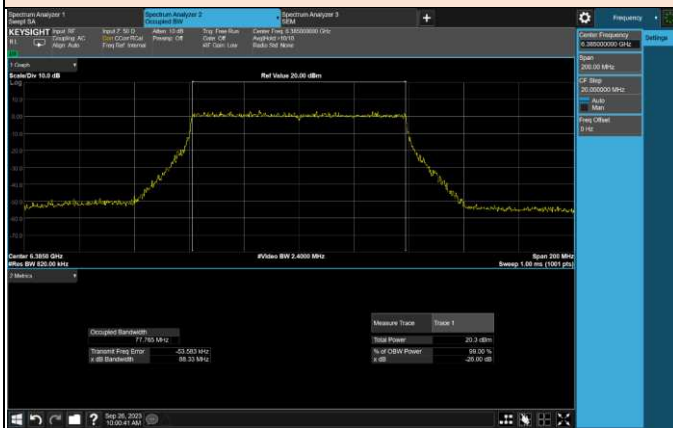 Spectrum Analyzer 1
Swept SA
Spectrum Analyzer 2
Occupied BW
Spectrum Analyzer 3
SEM
+
Frequency
KEYSIGHT
Input: RF
Coupling: AC
Align: Auto
Input Z: 50 Ω
Corr CCorr RCal
Freq Ref: Internal
Atten: 10 dB
Preamp: Off
Trig: Free Run
Gate: Off
#IF Gain: Low
Center Freq: 6.385000000 GHz
Avg|Hold:>10/10
Radio Std: None
Center Frequency
6.385000000 GHz
Settings
Span
200.00 MHz
CF Step
20.000000 MHz
Auto
Man
Freq Offset
0 Hz
1 Graph
Scale/Div 10.0 dB
Ref Value 20.00 dBm
Log
10.0
0.00
Center 6.3850 GHz
#Res BW 820.00 kHz
#Video BW 2.4000 MHz
Span 200 MHz
Sweep 1.00 ms (1001 pts)
2 Metrics
Occupied Bandwidth
77.765 MHz
Transmit Freq Error -53.583 kHz
x dB Bandwidth 88.33 MHz
Measure Trace Trace 1
Total Power 20.3 dBm
% of OBW Power 99.00 %
x dB -26.00 dB
?
Sep 26, 2023
10:00:41 AM